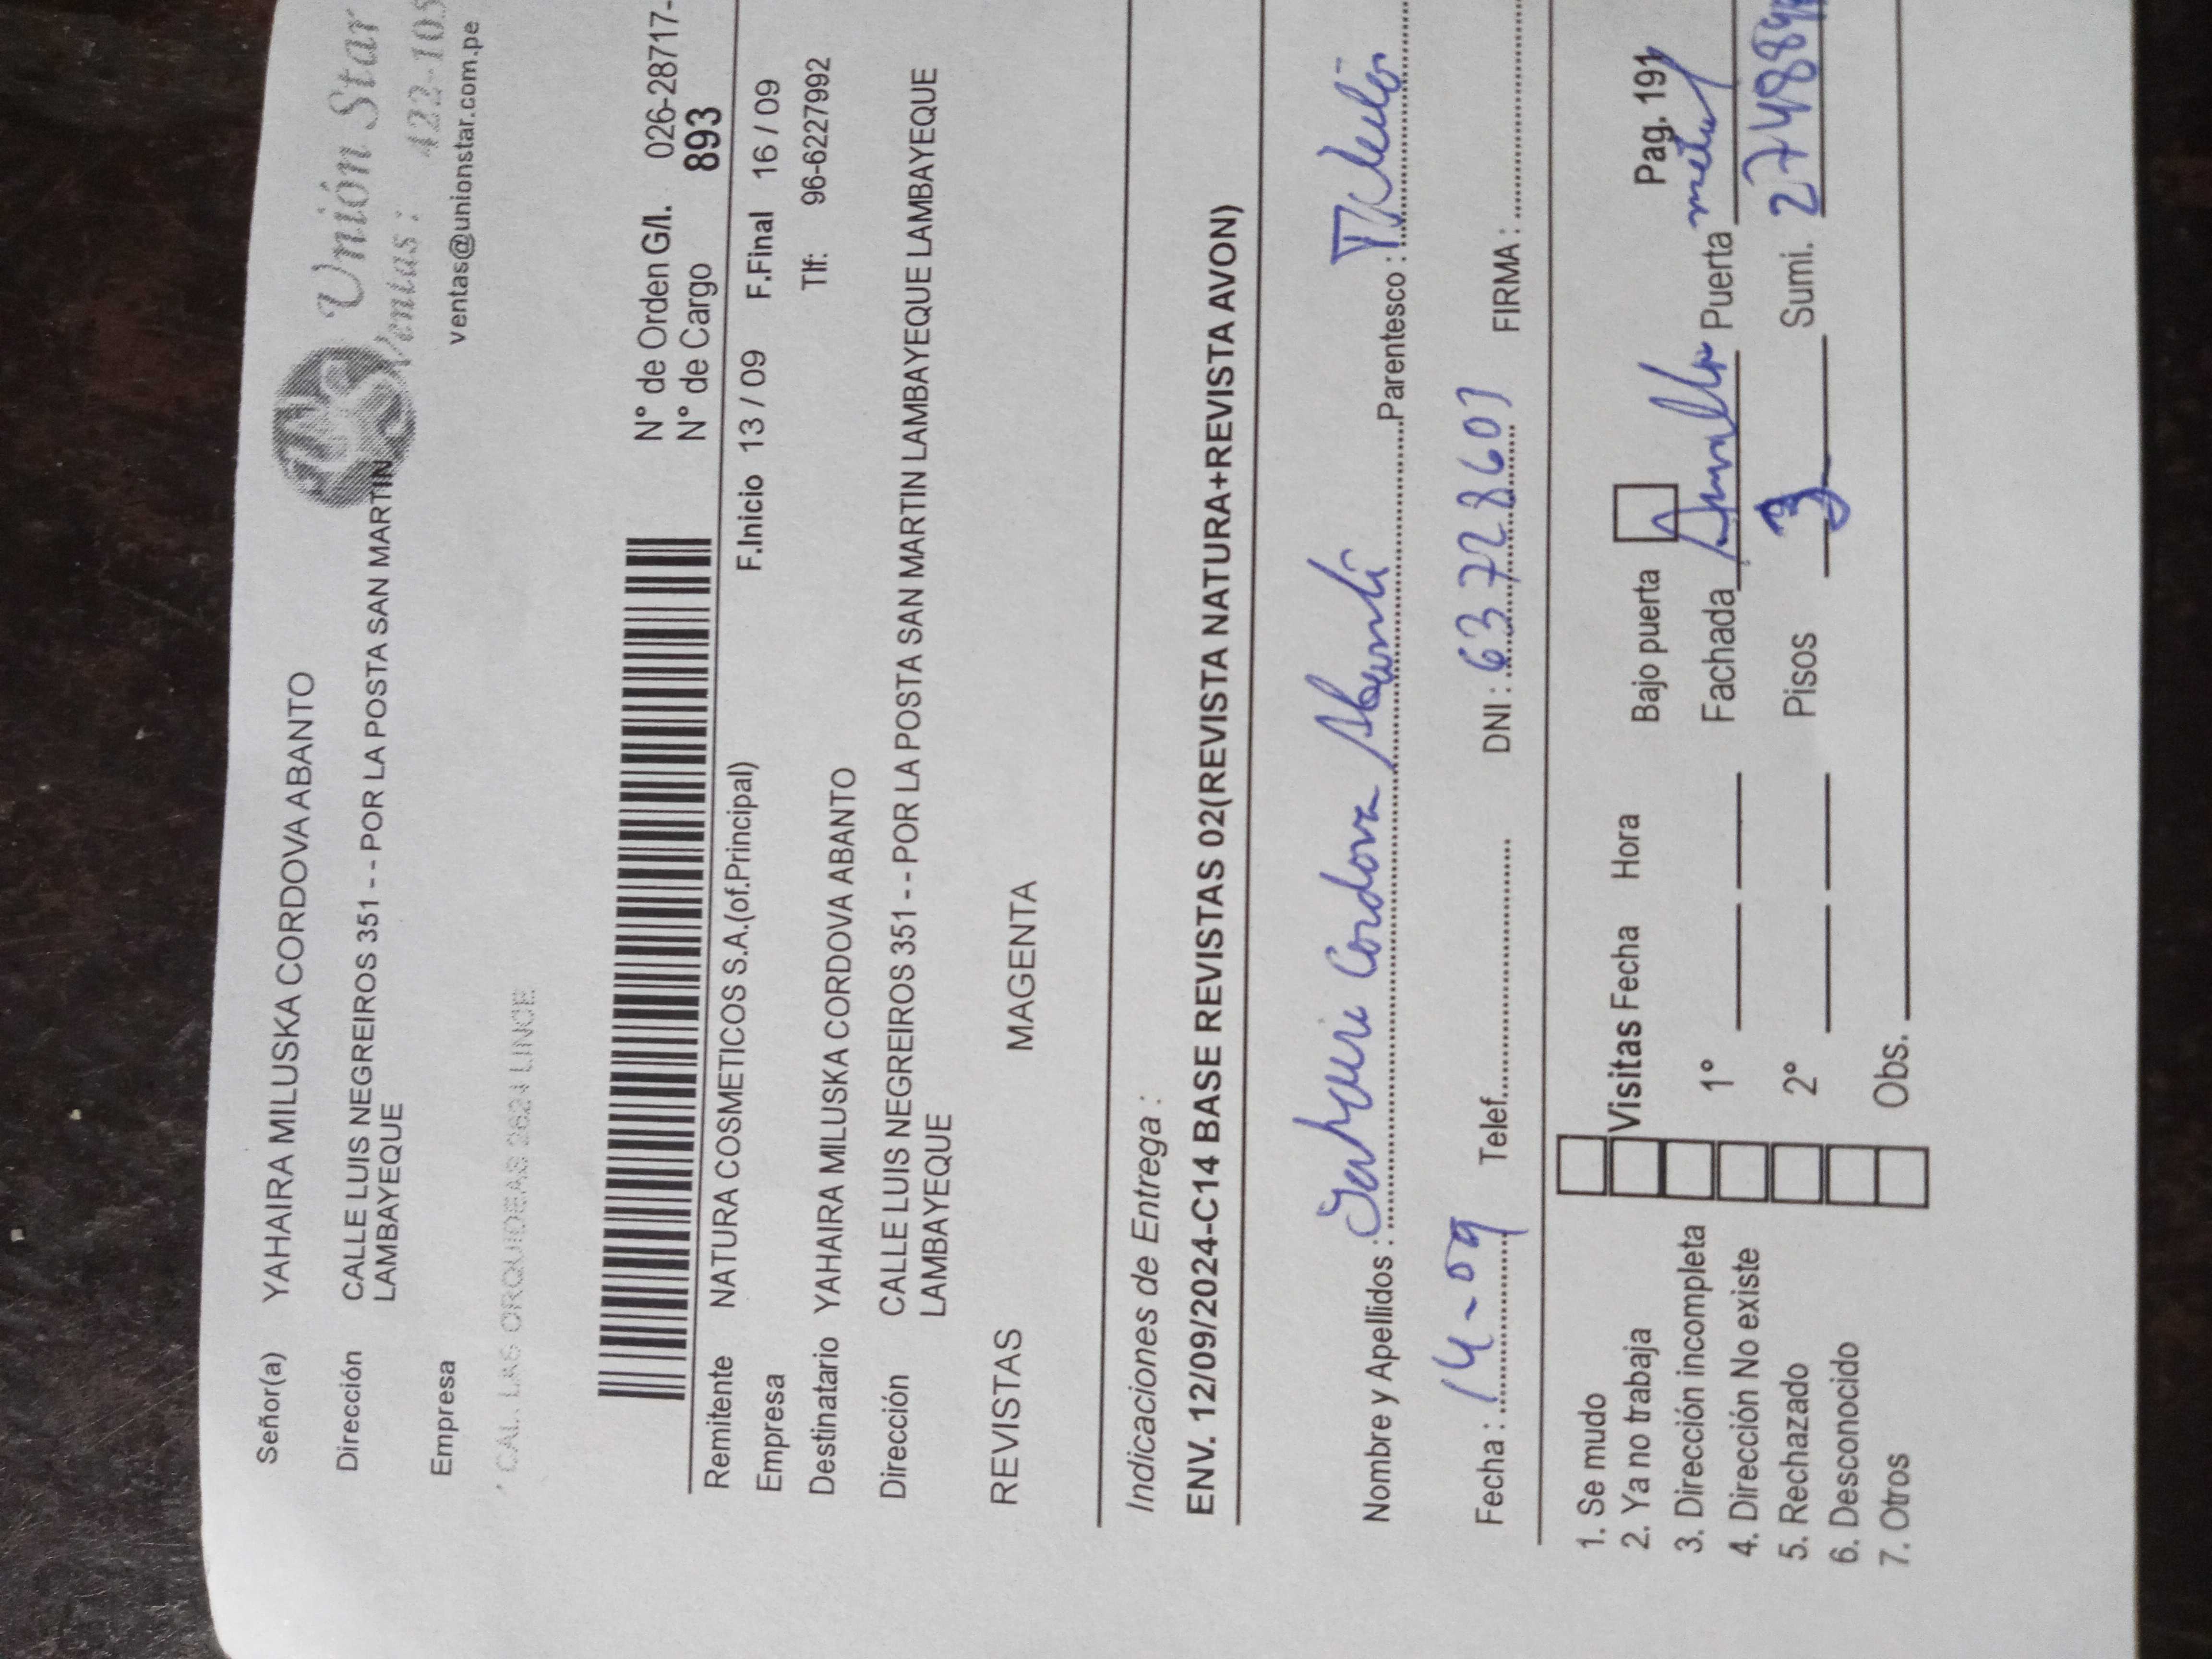 Señor(a) YAHAIRA MILUSKA CORDOVA ABANTO
Unión Star
Dirección CALLE LUIS NEGREIROS 351 - - POR LA POSTA SAN MARTIN
LAMBAYEQUE
Ventas : 422-105
Empresa
ventas@unionstar.com.pe
CAL. LAS ORQUIDEAS 2624 LINCE
N° de Orden G/I. 026-28717-
N° de Cargo 893
Remitente NATURA COSMETICOS S.A.(of.Principal)
F.Inicio 13 / 09 F.Final 16 / 09
Empresa
Destinatario YAHAIRA MILUSKA CORDOVA ABANTO
Tlf: 96-6227992
Dirección CALLE LUIS NEGREIROS 351 - - POR LA POSTA SAN MARTIN LAMBAYEQUE LAMBAYEQUE
LAMBAYEQUE
REVISTAS MAGENTA
Indicaciones de Entrega :
ENV. 12/09/2024-C14 BASE REVISTAS 02(REVISTA NATURA+REVISTA AVON)
Nombre y Apellidos : Cordova Parentesco :
Fecha : 14-09 Telef. DNI : 63728601 FIRMA :
1. Se mudo
2. Ya no trabaja
3. Dirección incompleta
4. Dirección No existe
5. Rechazado
6. Desconocido
7. Otros
Visitas Fecha Hora
1°
2°
Obs.
Bajo puerta Pag. 191
Fachada Puerta
Pisos 3 Sumi.